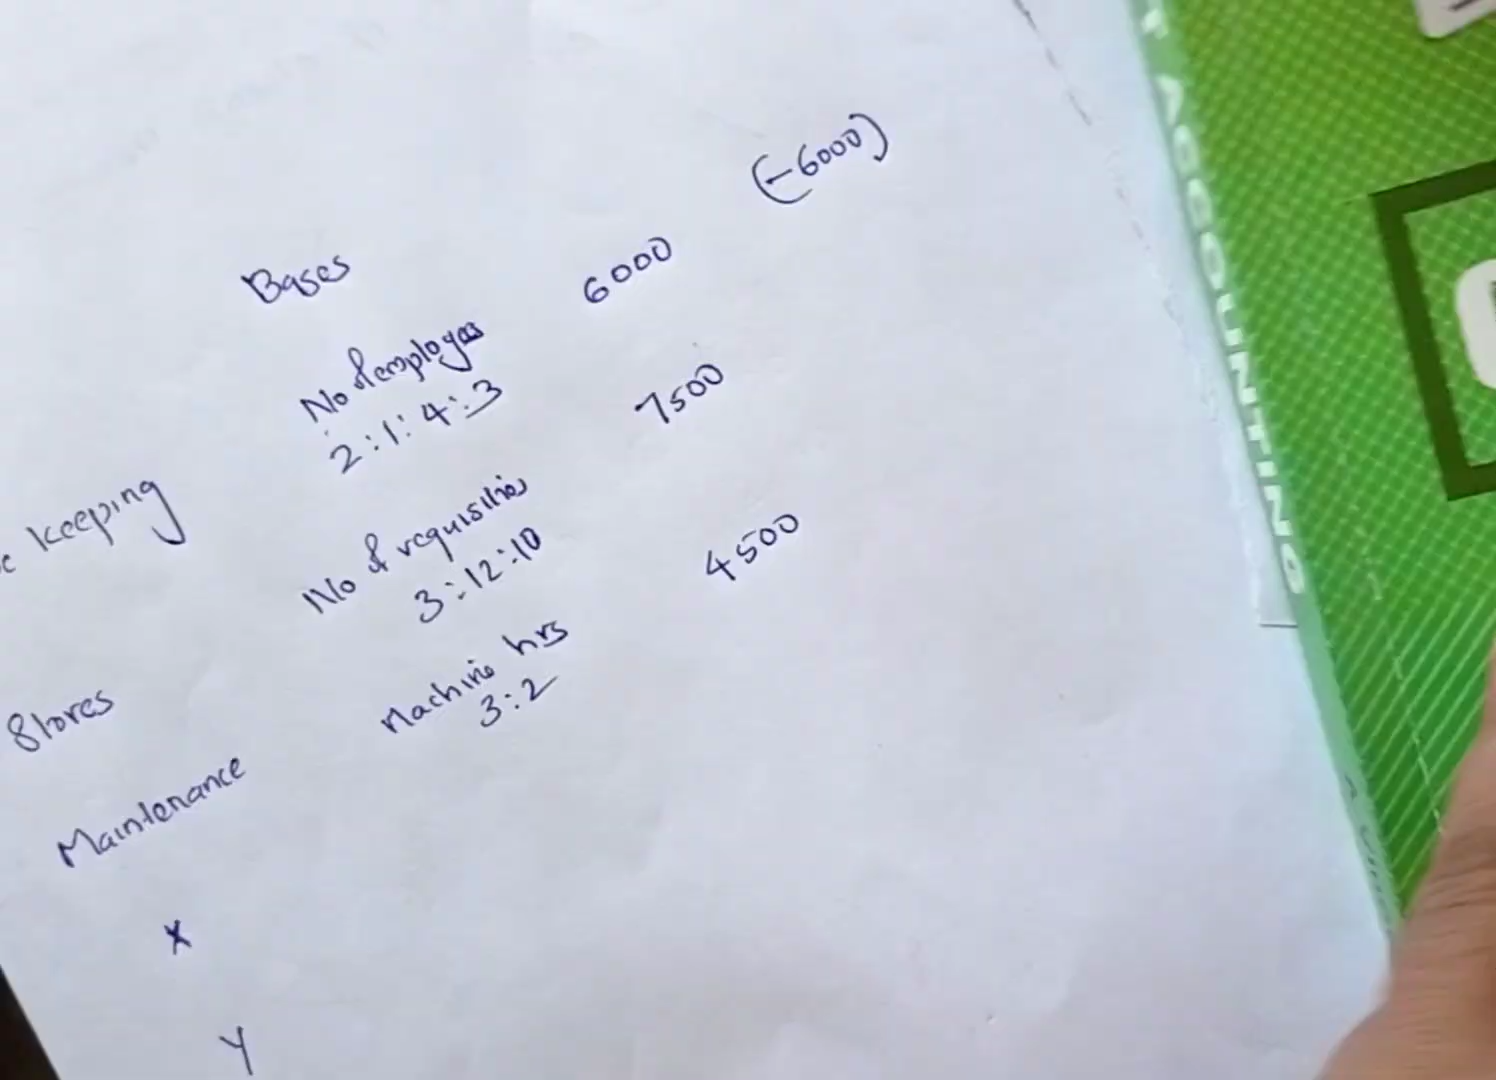 (-6000)
Bases
6000
No of employees
2:1:4:3
7500
keeping
No of requisities
3:12:10
4500
Stores
Machine hrs
3:2
Maintenance
X
Y
ACCOUNTING